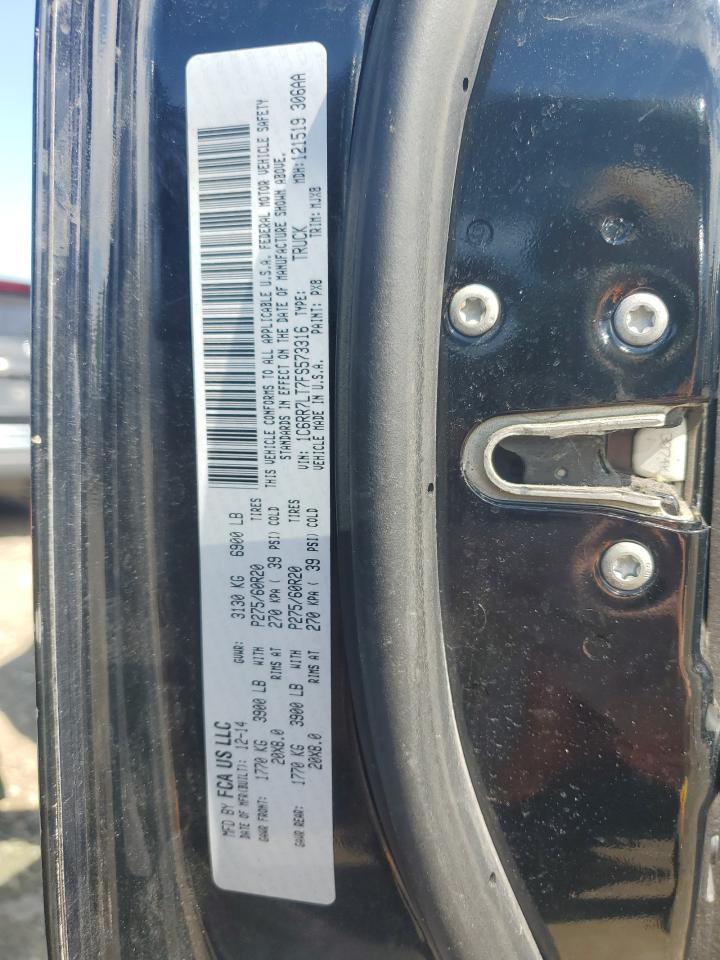 MFD BY FCA US LLC
DATE OF MFR(BUILT): 12-14 GVWR: 3130 KG 6900 LB
GAWR FRONT: 1770 KG 3900 LB WITH P275/60R20 TIRES
20X8.0 RIMS AT 270 KPA ( 39 PSI) COLD
GAWR REAR: 1770 KG 3900 LB WITH P275/60R20 TIRES
20X8.0 RIMS AT 270 KPA ( 39 PSI) COLD
THIS VEHICLE CONFORMS TO ALL APPLICABLE U.S.A. FEDERAL MOTOR VEHICLE SAFETY
STANDARDS IN EFFECT ON THE DATE OF MANUFACTURE SHOWN ABOVE.
VIN: 1C6RR7LT7FS573316 TYPE: TRUCK MDH: 121519 306AA
VEHICLE MADE IN U.S.A. PAINT: PX8 TRIM: MJX8